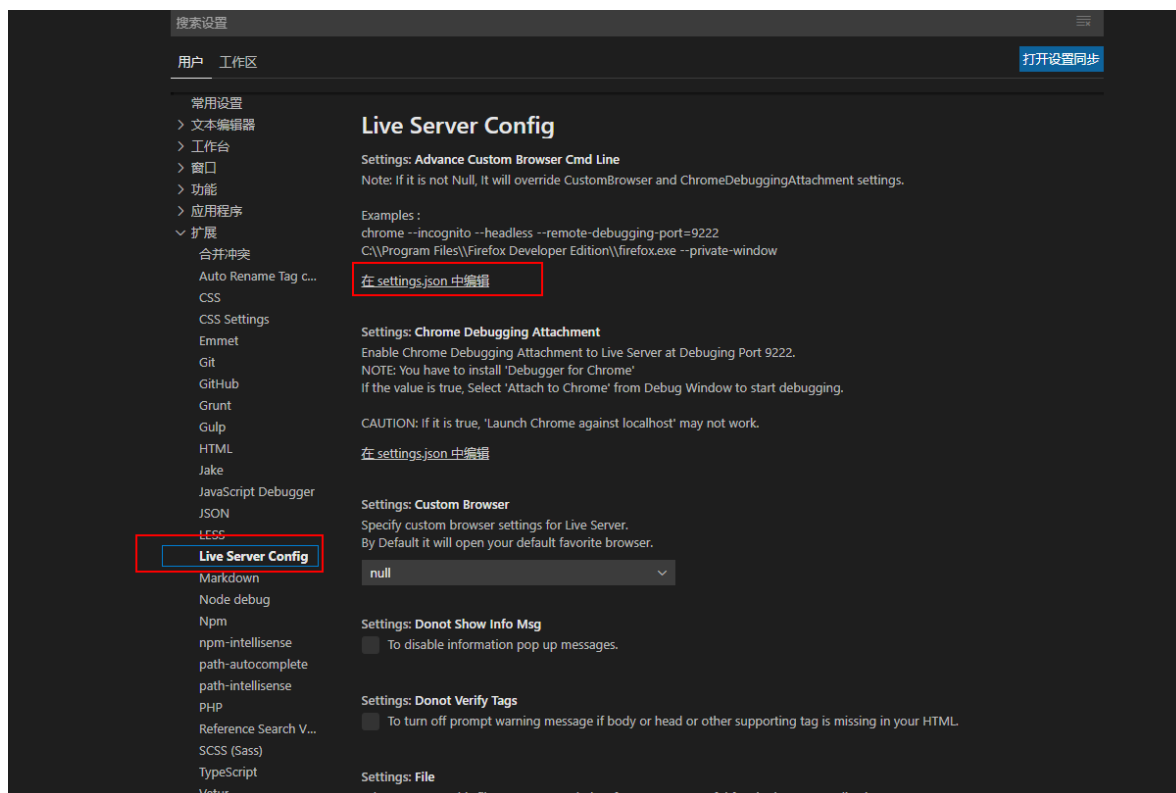 搜索设置
用户 工作区
打开设置同步
常用设置
文本编辑器
工作台
窗口
功能
应用程序
扩展
合并冲突
Auto Rename Tag c...
CSS
CSS Settings
Emmet
Git
GitHub
Grunt
Gulp
HTML
Jake
JavaScript Debugger
JSON
LESS
Live Server Config
Markdown
Node debug
Npm
npm-intellisense
path-autocomplete
path-intellisense
PHP
Reference Search V...
SCSS (Sass)
TypeScript
Vetur
Live Server Config
Settings: Advance Custom Browser Cmd Line
Note: If it is not Null, It will override CustomBrowser and ChromeDebuggingAttachment settings.
Examples :
chrome --incognito --headless --remote-debugging-port=9222
C:\\Program Files\\Firefox Developer Edition\\firefox.exe --private-window
在 settings.json 中编辑
Settings: Chrome Debugging Attachment
Enable Chrome Debugging Attachment to Live Server at Debuging Port 9222.
NOTE: You have to install 'Debugger for Chrome'
If the value is true, Select 'Attach to Chrome' from Debug Window to start debugging.
CAUTION: If it is true, 'Launch Chrome against localhost' may not work.
在 settings.json 中编辑
Settings: Custom Browser
Specify custom browser settings for Live Server.
By Default it will open your default favorite browser.
null
Settings: Donot Show Info Msg
To disable information pop up messages.
Settings: Donot Verify Tags
To turn off prompt warning message if body or head or other supporting tag is missing in your HTML.
Settings: File